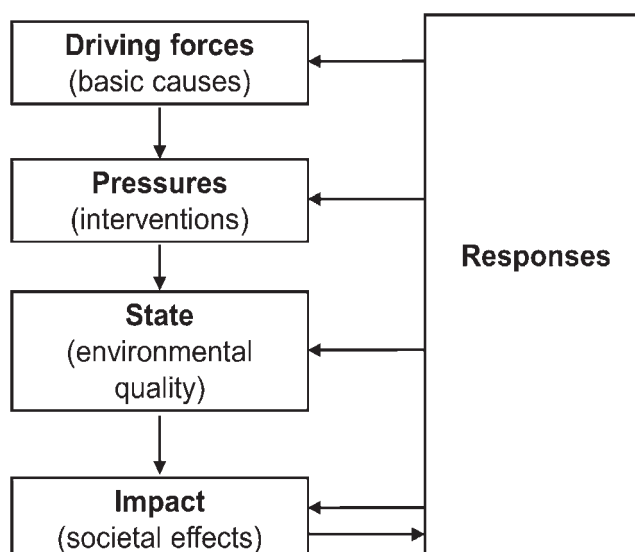 Driving forces
(basic causes)
Pressures
(interventions)
Responses
State
(environmental
quality)
Impact
(societal effects)